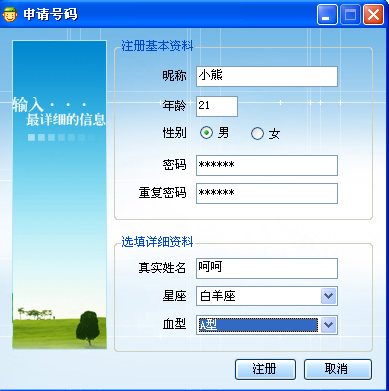 申请号码
注册基本资料
昵称 小熊
输入···
最详细的信息
年龄 21
性别 男 女
密码 ******
重复密码 ******
选填详细资料
真实姓名 呵呵
星座 白羊座
血型 A型
注册 取消